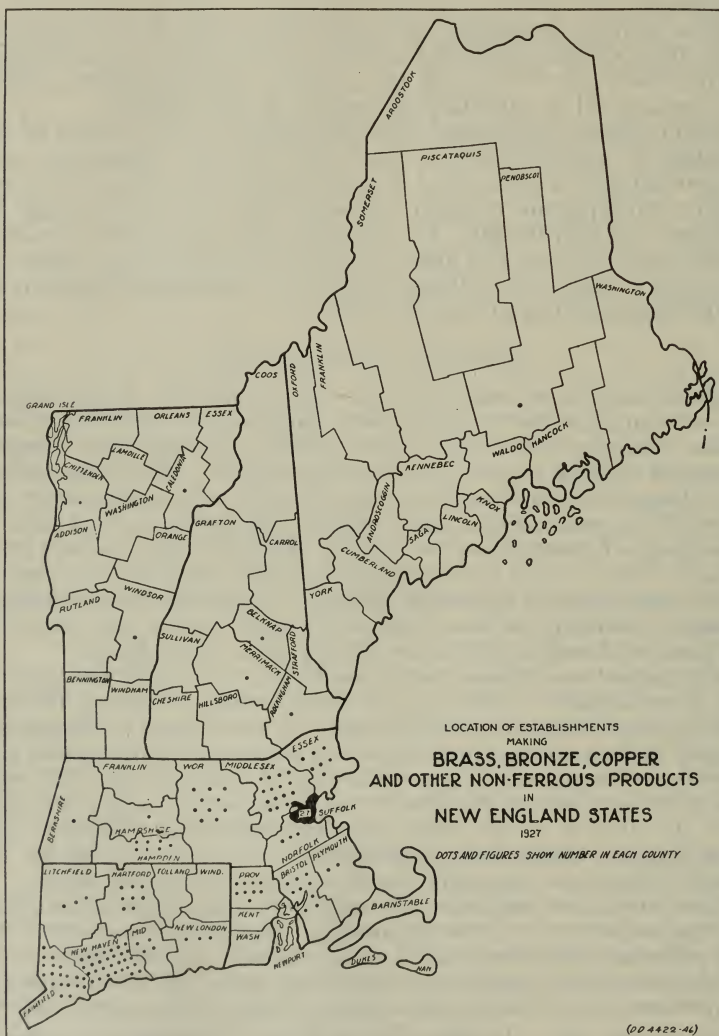 AROOSTOOK
PISCATAQUIS
PENOBSCOT
SOMERSET
WASHINGTON
COOS
OXFORD
FRANKLIN
GRAND ISLE
FRANKLIN
ORLEANS
ESSEX
LAMOILLE
CHITTENDEN
CALEDONIA
WASHINGTON
KENNEBEC
WALDO
HANCOCK
ANDROSCOGGIN
KNOX
LINCOLN
SAGA
ADDISON
ORANGE
GRAFTON
CARROL
CUMBERLAND
YORK
RUTLAND
WINDSOR
BELKNAP
SULLIVAN
MERRIMACK
STRAFFORD
BENNINGTON
WINDHAM
CHESHIRE
HILLSBORO
ROCKINGHAM
LOCATION OF ESTABLISHMENTS
MAKING
BRASS, BRONZE, COPPER
AND OTHER NON-FERROUS PRODUCTS
IN
NEW ENGLAND STATES
1927
DOTS AND FIGURES SHOW NUMBER IN EACH COUNTY
FRANKLIN
WOR
MIDDLESEX
ESSEX
BERKSHIRE
27
SUFFOLK
HAMPSHIRE
HAMPDEN
NORFOLK
BRISTOL
PLYMOUTH
LITCHFIELD
HARTFORD
TOLLAND
WIND.
PROV
BARNSTABLE
KENT
NEW HAVEN
MID
NEW LONDON
WASH
NEWPORT
FAIRFIELD
DUKES
NAN
(DD 4422-46)